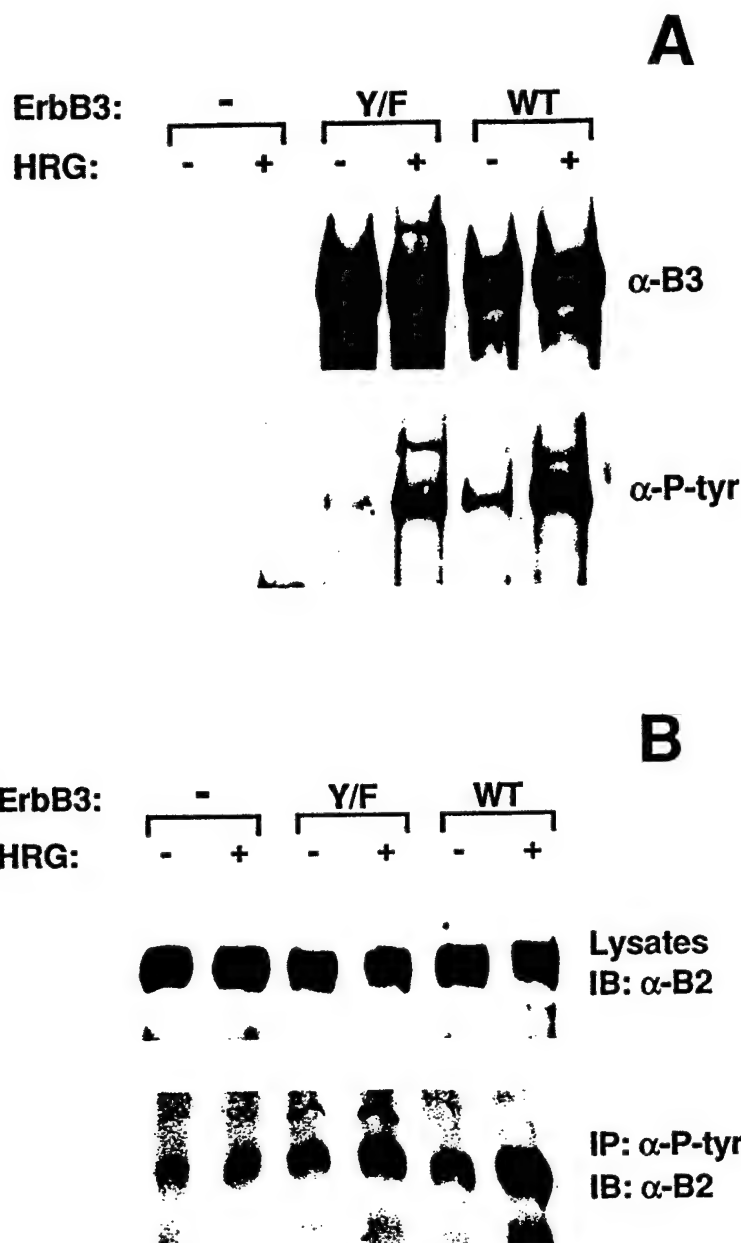 A
ErbB3: - Y/F WT
HRG: - + - + - +
α-B3
α-P-tyr
B
ErbB3: - Y/F WT
HRG: - + - + - +
Lysates
IB: α-B2
IP: α-P-tyr
IB: α-B2